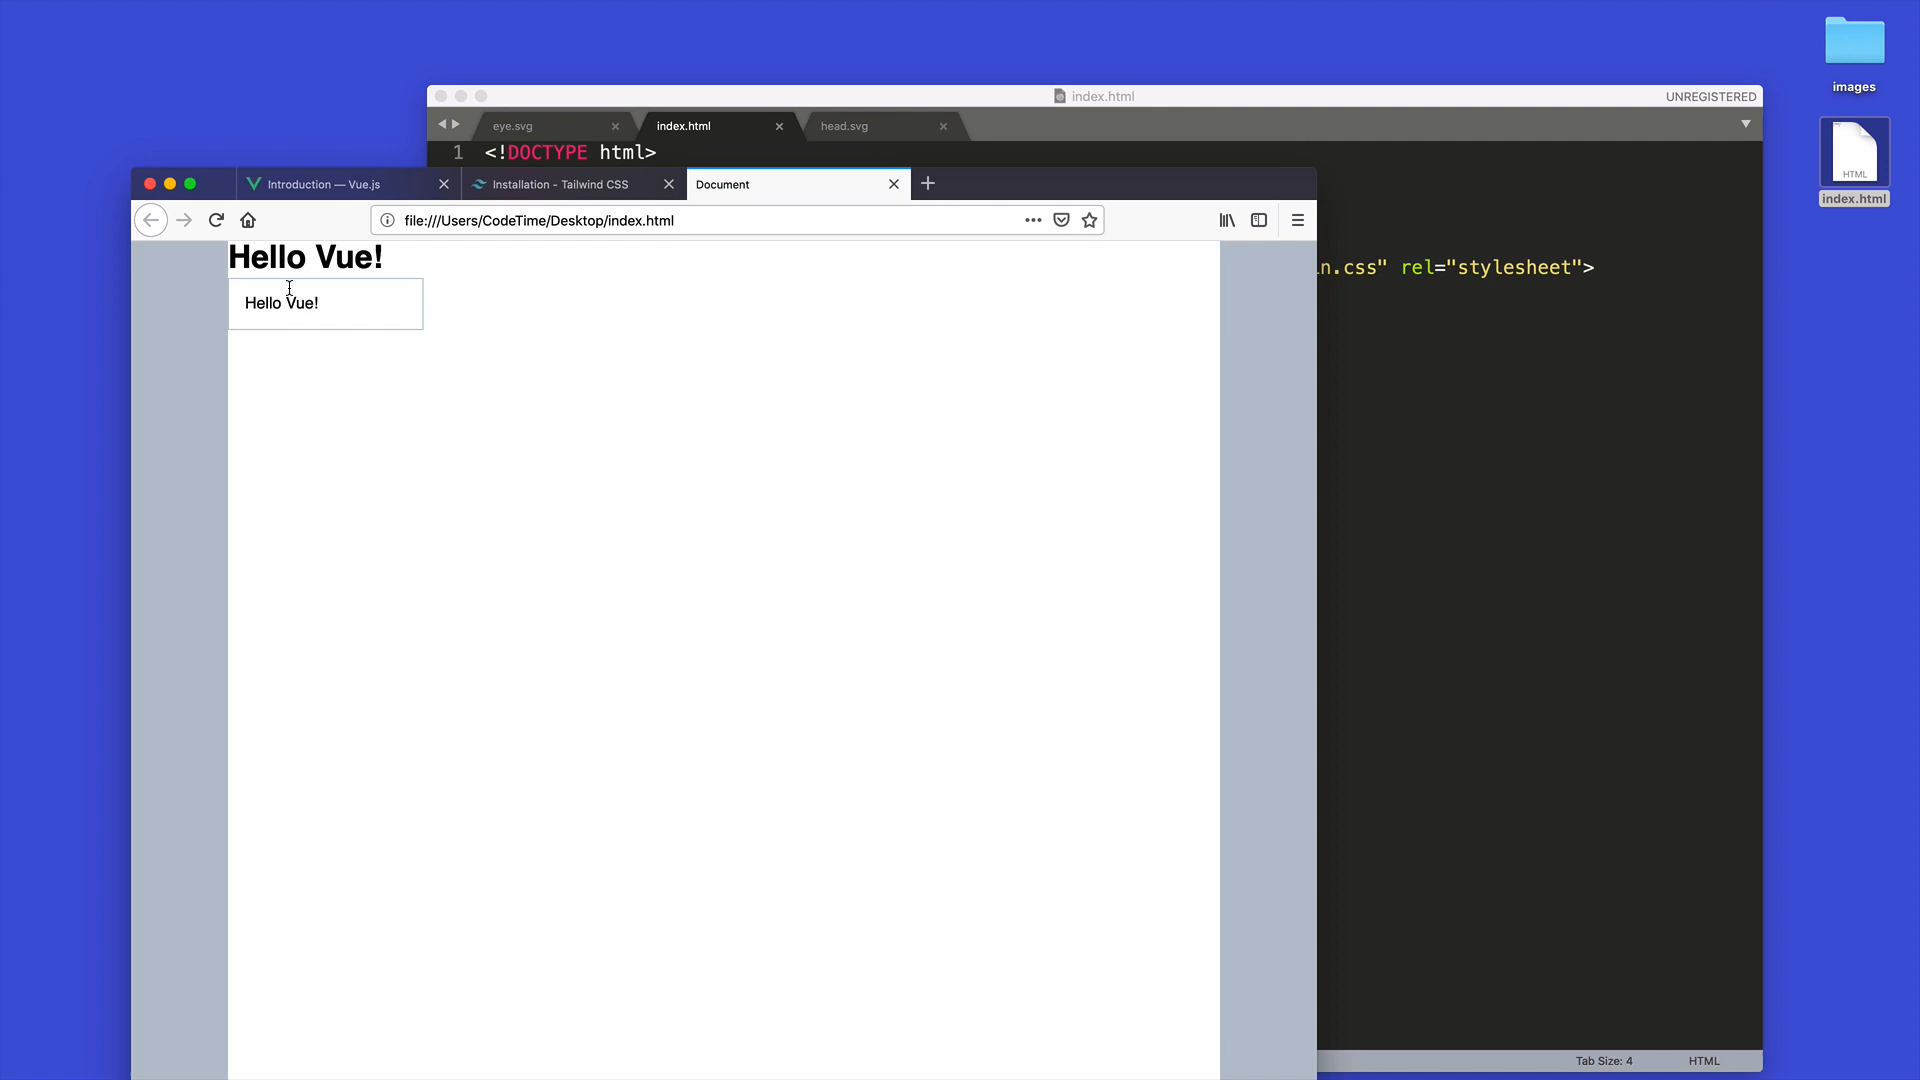 images
index.html
UNREGISTERED
eye.svg
index.html
head.svg
1 <!DOCTYPE html>
Introduction — Vue.js
Installation - Tailwind CSS
Document
HTML
index.html
file:///Users/CodeTime/Desktop/index.html
Hello Vue!
n.css" rel="stylesheet">
Hello Vue!
Tab Size: 4
HTML